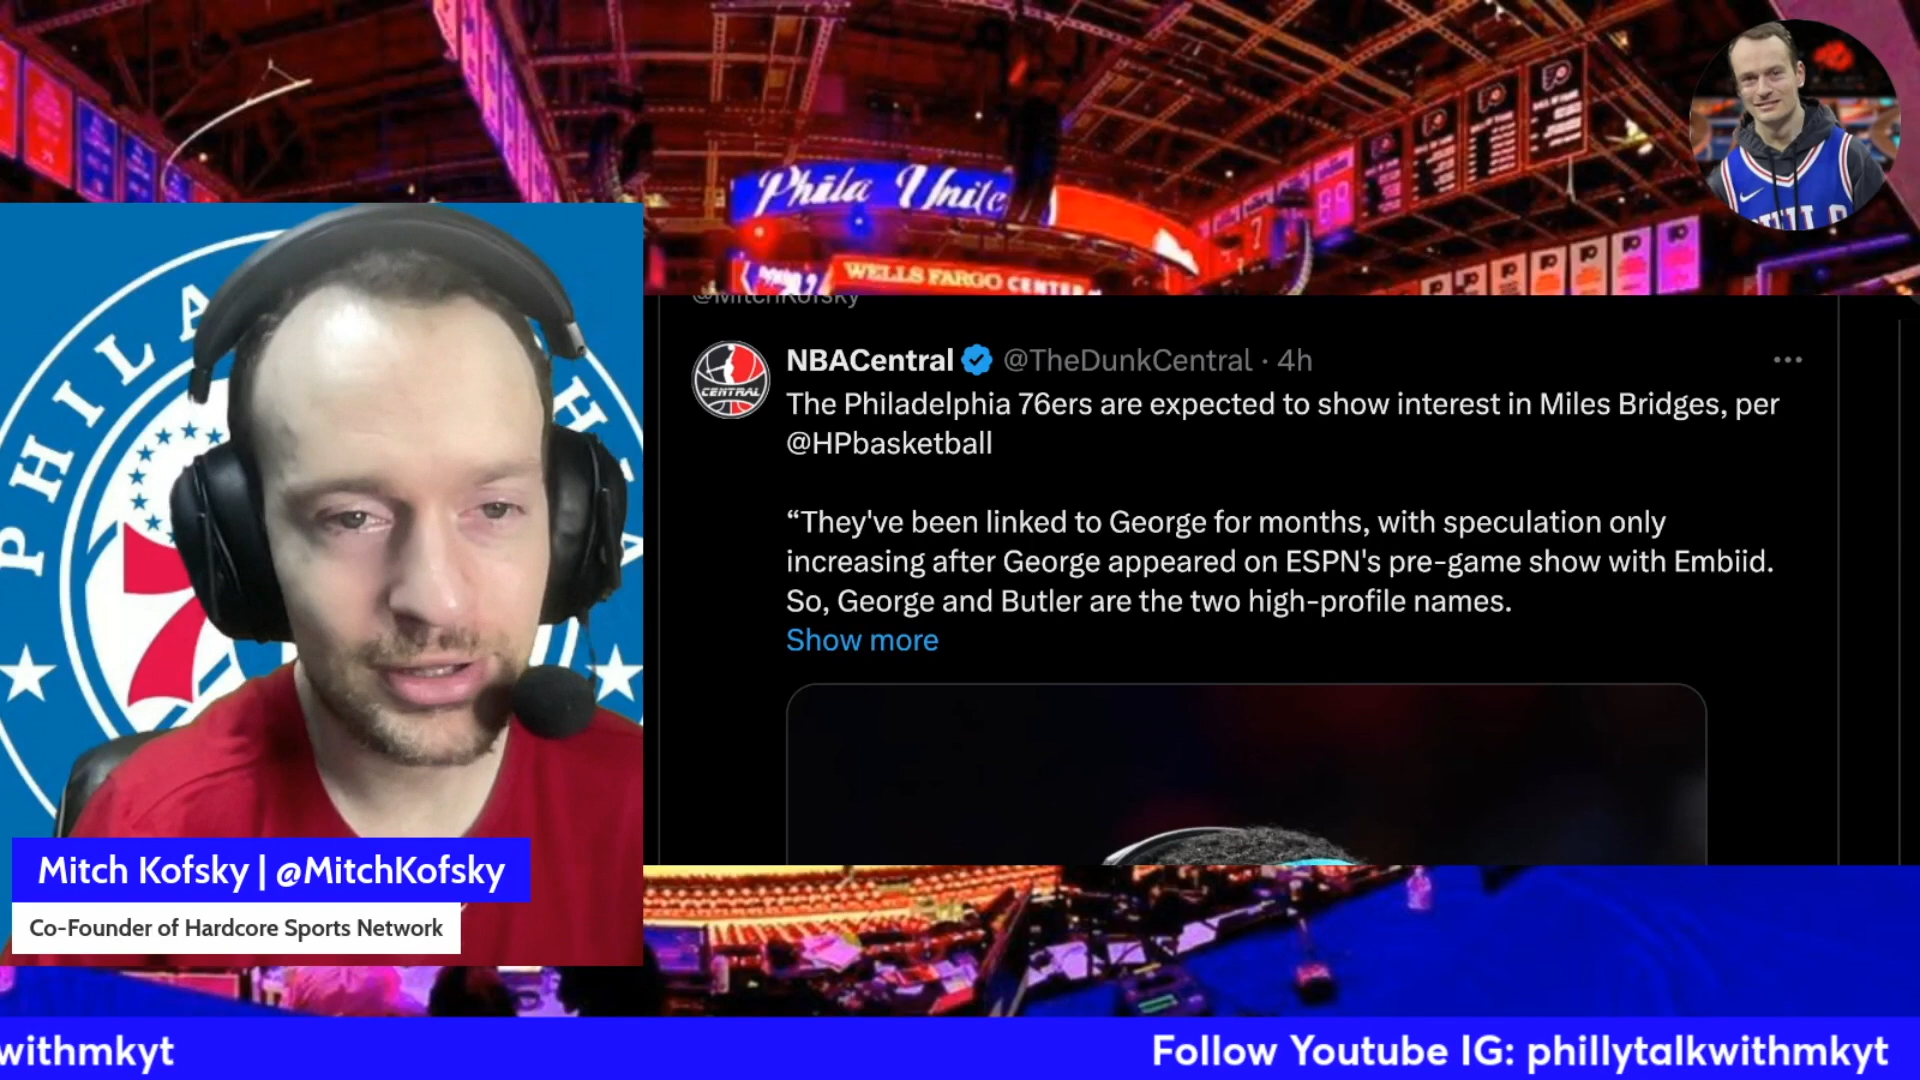 Phila Unite
WELLS FARGO CENTER
PHILA
H
@MitchKofsky
NBACentral @TheDunkCentral · 4h
The Philadelphia 76ers are expected to show interest in Miles Bridges, per
@HPbasketball
“They've been linked to George for months, with speculation only
increasing after George appeared on ESPN's pre-game show with Embiid.
So, George and Butler are the two high-profile names.
Show more
CENTRAL
7
Mitch Kofsky | @MitchKofsky
Co-Founder of Hardcore Sports Network
withmkyt
Follow Youtube IG: phillytalkwithmkyt